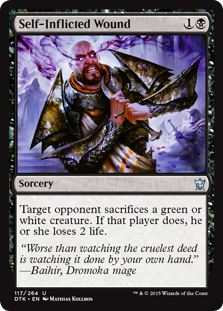 Self-Inflicted Wound 1
Sorcery
Target opponent sacrifices a green or
white creature. If that player does, he
or she loses 2 life.
“Worse than watching the cruelest deed
is watching it done by your own hand.”
—Baihir, Dromoka mage
117/264 U
DTK • EN MATHIAS KOLLROS
™ & © 2015 Wizards of the Coast